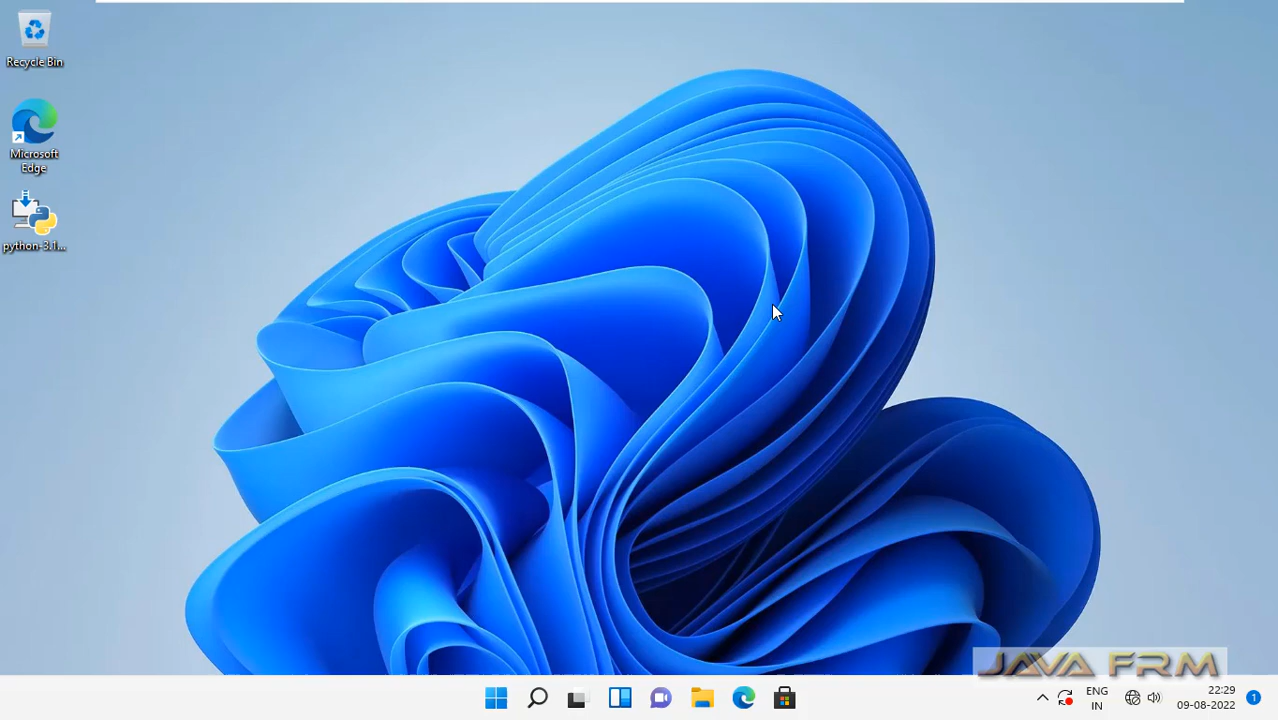 Recycle Bin
Microsoft
Edge
python-3.1...
JAVA FRM
ENG
IN
22:29
09-08-2022
1